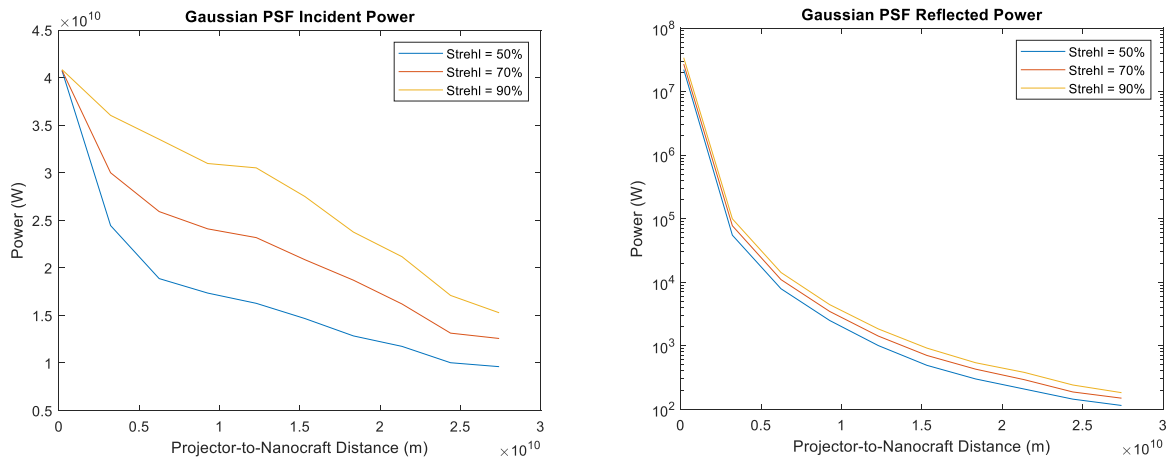 Gaussian PSF Incident Power
×10^10
4.5
4
3.5
3
2.5
2
1.5
1
0.5
Power (W)
0 0.5 1 1.5 2 2.5 3
Projector-to-Nanocraft Distance (m)
×10^10
Strehl = 50%
Strehl = 70%
Strehl = 90%
Gaussian PSF Reflected Power
10^8
10^7
10^6
10^5
10^4
10^3
10^2
Power (W)
0 0.5 1 1.5 2 2.5 3
Projector-to-Nanocraft Distance (m)
×10^10
Strehl = 50%
Strehl = 70%
Strehl = 90%